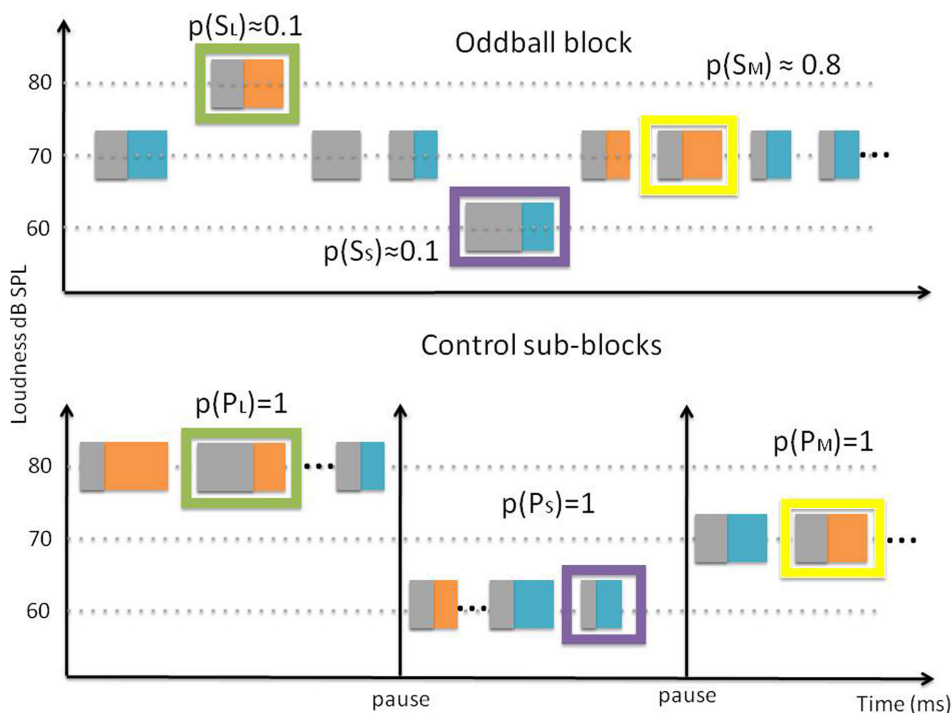 p(SL)≈0.1
Oddball block
p(SM) ≈ 0.8
80
70
60
p(SS)≈0.1
Loudness dB SPL
Control sub-blocks
p(PL)=1
p(PM)=1
80
p(PS)=1
70
60
pause
pause
Time (ms)